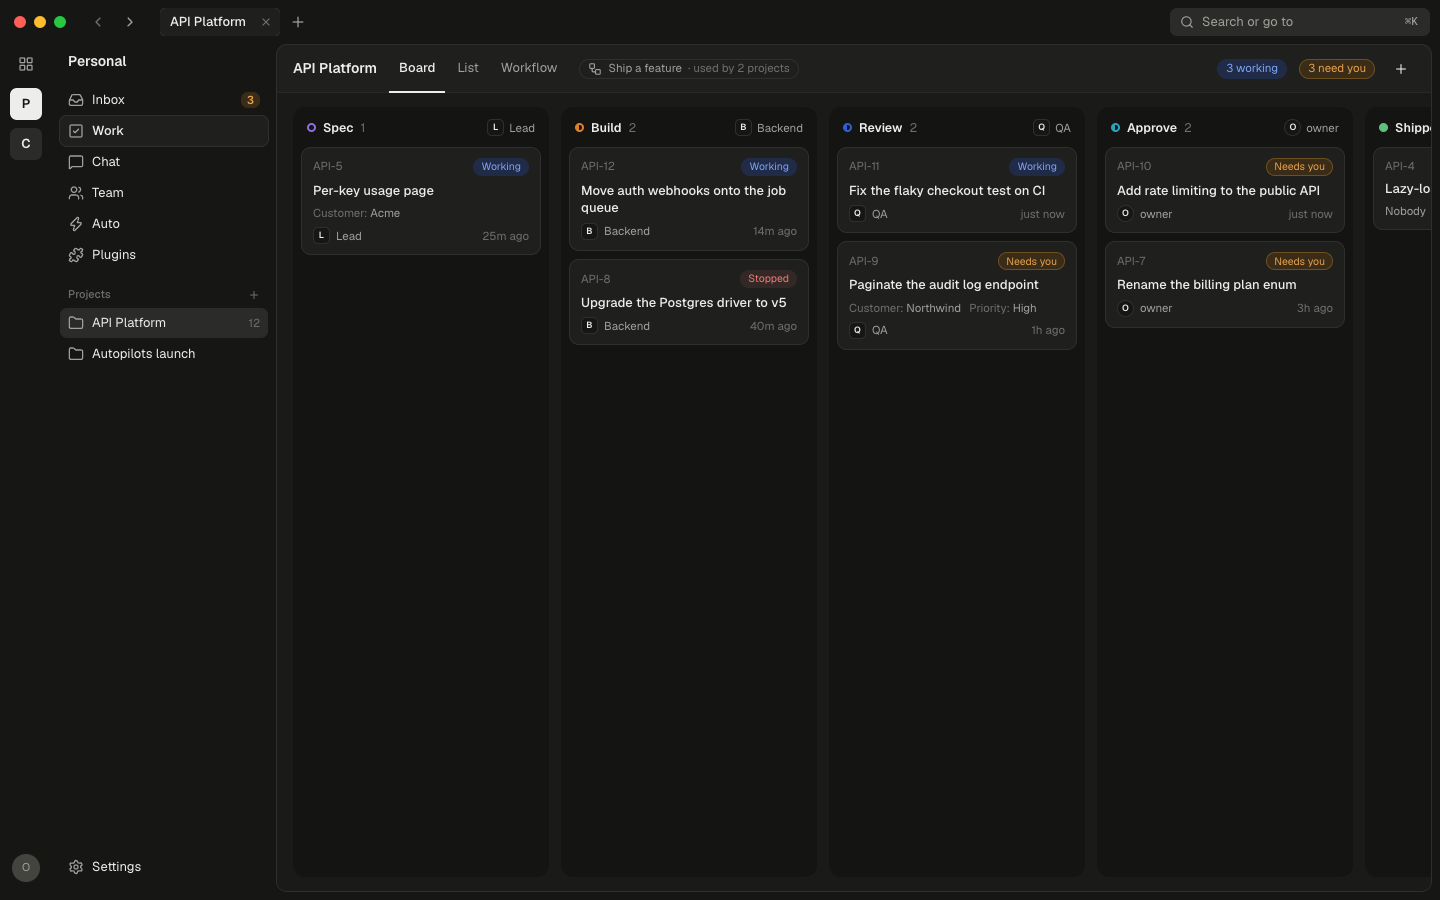 API Platform
Search or go to ⌘K
P
C
O
Personal
Inbox 3
Work
Chat
Team
Auto
Plugins
Projects
API Platform 12
Autopilots launch
Settings
API Platform Board List Workflow Ship a feature · used by 2 projects 3 working 3 need you
Spec 1 L Lead
API-5 Working
Per-key usage page
Customer: Acme
L Lead 25m ago
Build 2 B Backend
API-12 Working
Move auth webhooks onto the job
queue
B Backend 14m ago
API-8 Stopped
Upgrade the Postgres driver to v5
B Backend 40m ago
Review 2 Q QA
API-11 Working
Fix the flaky checkout test on CI
Q QA just now
API-9 Needs you
Paginate the audit log endpoint
Customer: Northwind Priority: High
Q QA 1h ago
Approve 2 O owner
API-10 Needs you
Add rate limiting to the public API
O owner just now
API-7 Needs you
Rename the billing plan enum
O owner 3h ago
Shipp
API-4
Lazy-lo
Nobody